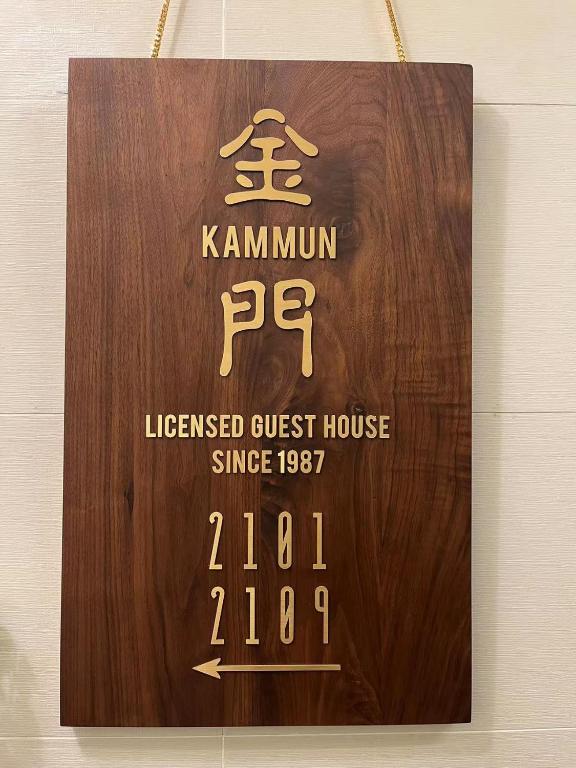 金
KAMMUN
門
LICENSED GUEST HOUSE
SINCE 1987
2101
2109